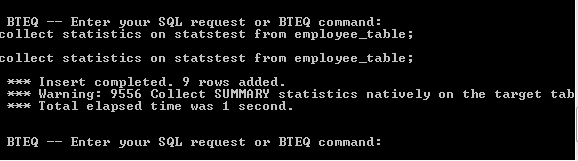 BTEQ -- Enter your SQL request or BTEQ command:
collect statistics on statstest from employee_table;
collect statistics on statstest from employee_table;
*** Insert completed. 9 rows added.
*** Warning: 9556 Collect SUMMARY statistics natively on the target tab
*** Total elapsed time was 1 second.
BTEQ -- Enter your SQL request or BTEQ command: